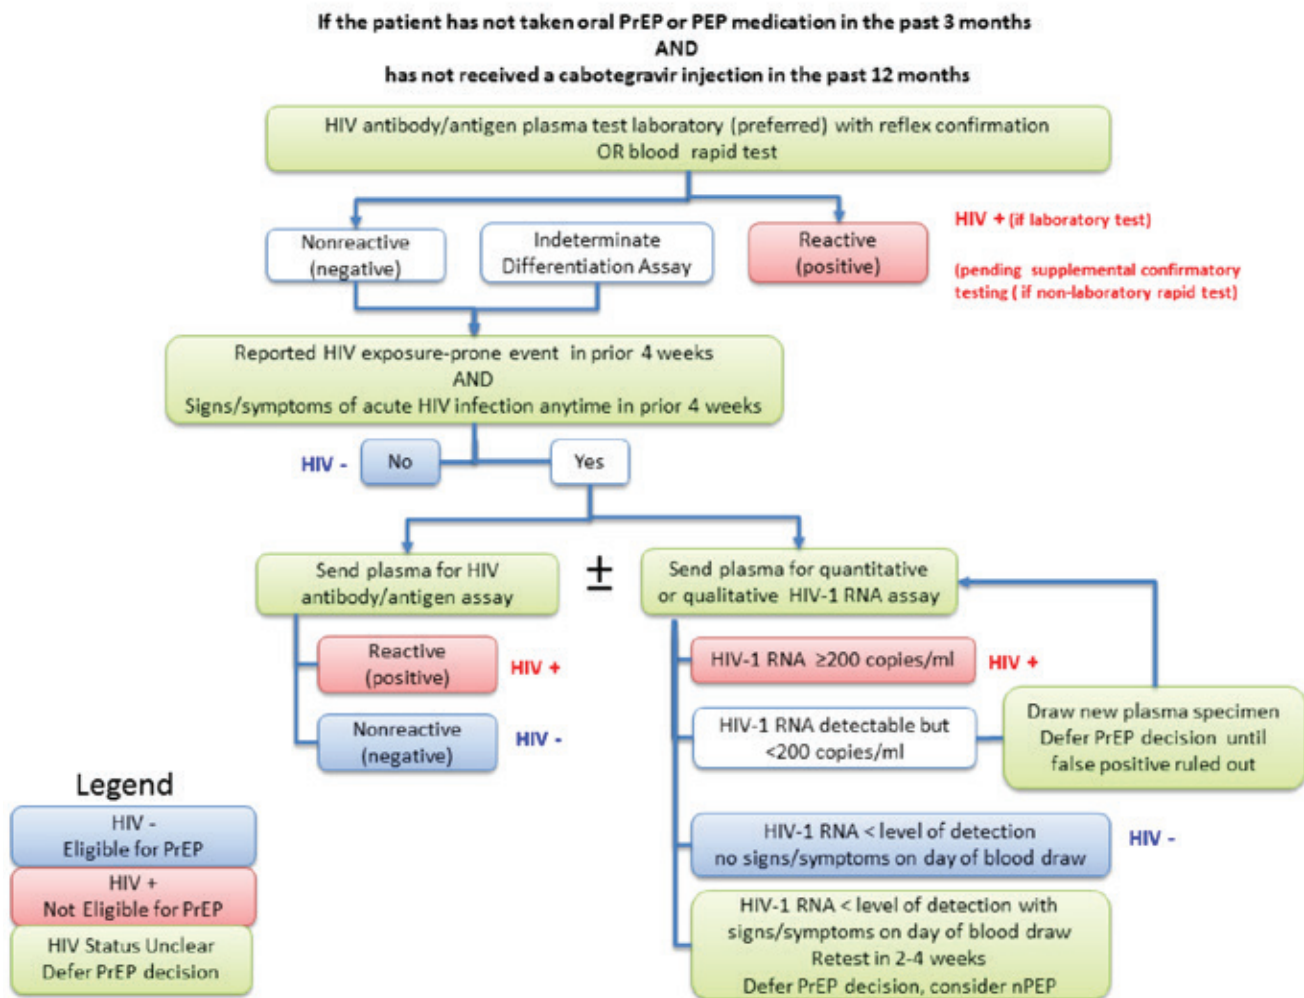 If the patient has not taken oral PrEP or PEP medication in the past 3 months
AND
has not received a cabotegravir injection in the past 12 months
HIV antibody/antigen plasma test laboratory (preferred) with reflex confirmation
OR blood rapid test
Nonreactive
(negative)
Indeterminate
Differentiation Assay
Reactive
(positive)
HIV + (if laboratory test)
(pending supplemental confirmatory
testing ( if non-laboratory rapid test)
Reported HIV exposure-prone event in prior 4 weeks
AND
Signs/symptoms of acute HIV infection anytime in prior 4 weeks
HIV -
No
Yes
Send plasma for HIV
antibody/antigen assay
±
Send plasma for quantitative
or qualitative HIV-1 RNA assay
Reactive
(positive)
HIV +
Nonreactive
(negative)
HIV -
HIV-1 RNA ≥200 copies/ml
HIV +
HIV-1 RNA detectable but
<200 copies/ml
Draw new plasma specimen
Defer PrEP decision until
false positive ruled out
HIV-1 RNA < level of detection
no signs/symptoms on day of blood draw
HIV -
HIV-1 RNA < level of detection with
signs/symptoms on day of blood draw
Retest in 2-4 weeks
Defer PrEP decision, consider nPEP
Legend
HIV -
Eligible for PrEP
HIV +
Not Eligible for PrEP
HIV Status Unclear
Defer PrEP decision